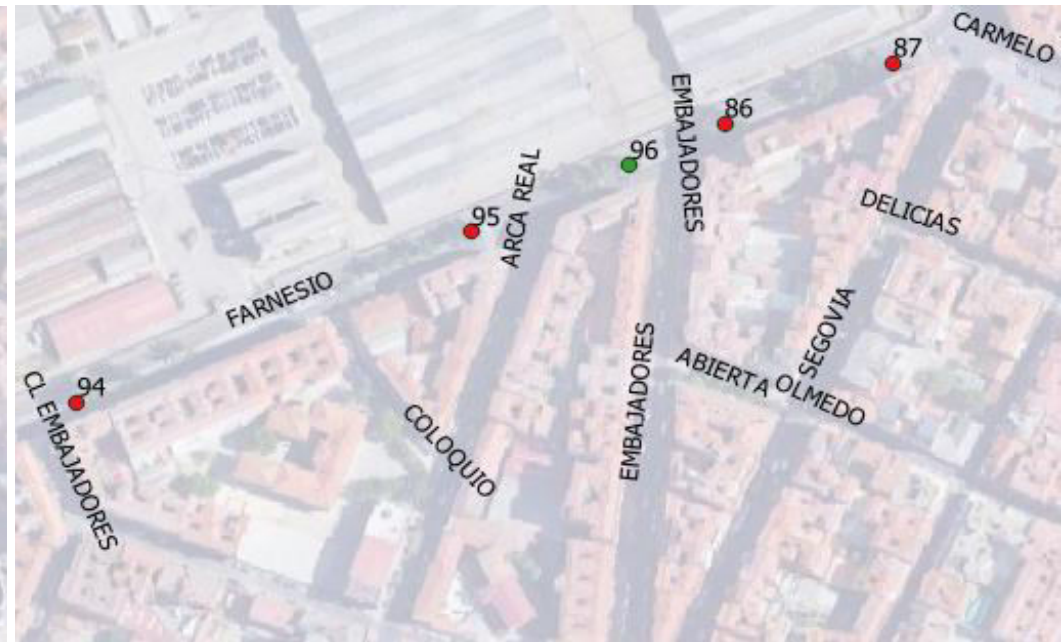 CARMELO
87
86
EMBAJADORES
96
DELICIAS
ARCA REAL
95
FARNESIO
SEGOVIA
EMBAJADORES
ABIERTA
OLMEDO
94
CL EMBAJADORES
COLOQUIO